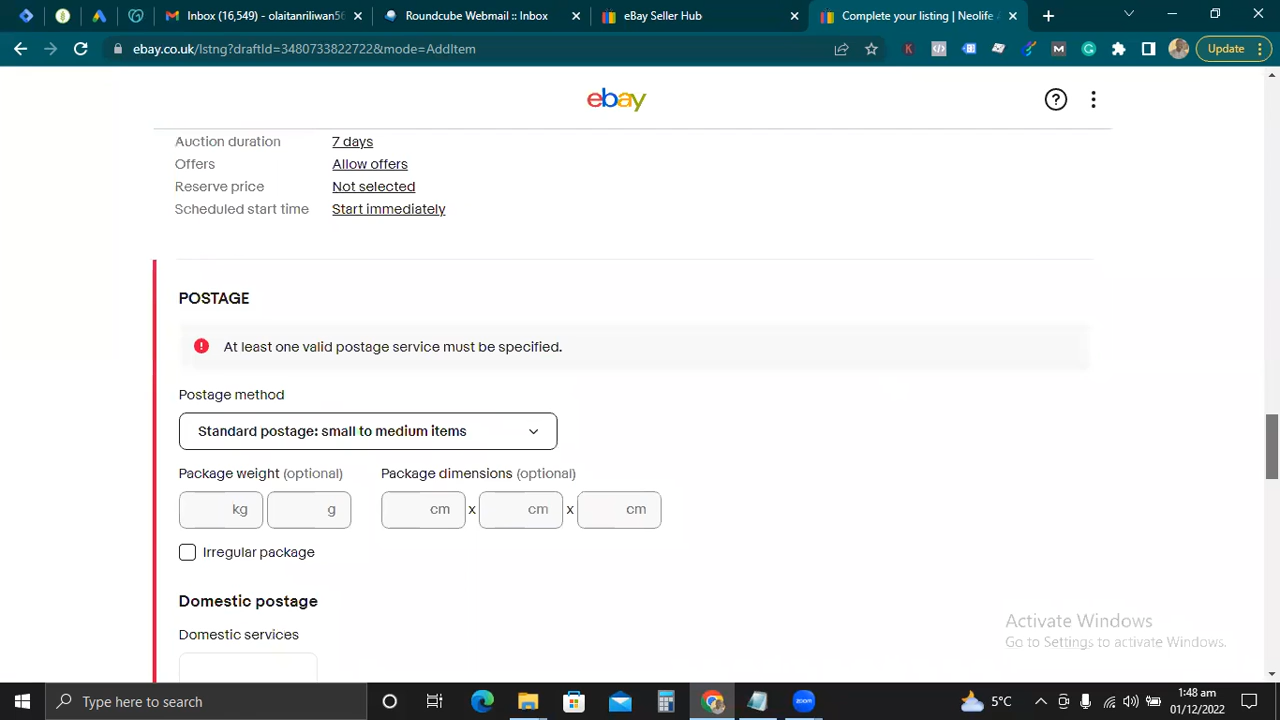 Inbox (16,549) - olaitanriliwan56
Roundcube Webmail :: Inbox
eBay Seller Hub
Complete your listing | Neolife A
ebay.co.uk/lstng?draftId=3480733822722&mode=AddItem
Update
ebay
Auction duration 7 days
Offers Allow offers
Reserve price Not selected
Scheduled start time Start immediately
POSTAGE
At least one valid postage service must be specified.
Postage method
Standard postage: small to medium items
Package weight (optional) Package dimensions (optional)
kg g cm x cm x cm
Irregular package
Domestic postage
Domestic services
Activate Windows
Go to Settings to activate Windows.
Type here to search
zoom
5°C
1:48 am
01/12/2022